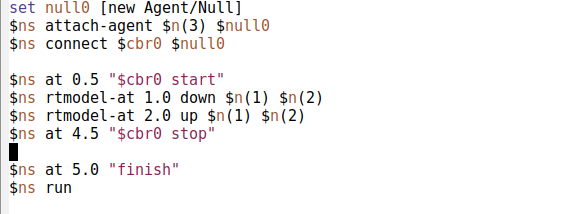 set null0 [new Agent/Null]
$ns attach-agent $n(3) $null0
$ns connect $cbr0 $null0
$ns at 0.5 "$cbr0 start"
$ns rtmodel-at 1.0 down $n(1) $n(2)
$ns rtmodel-at 2.0 up $n(1) $n(2)
$ns at 4.5 "$cbr0 stop"
$ns at 5.0 "finish"
$ns run